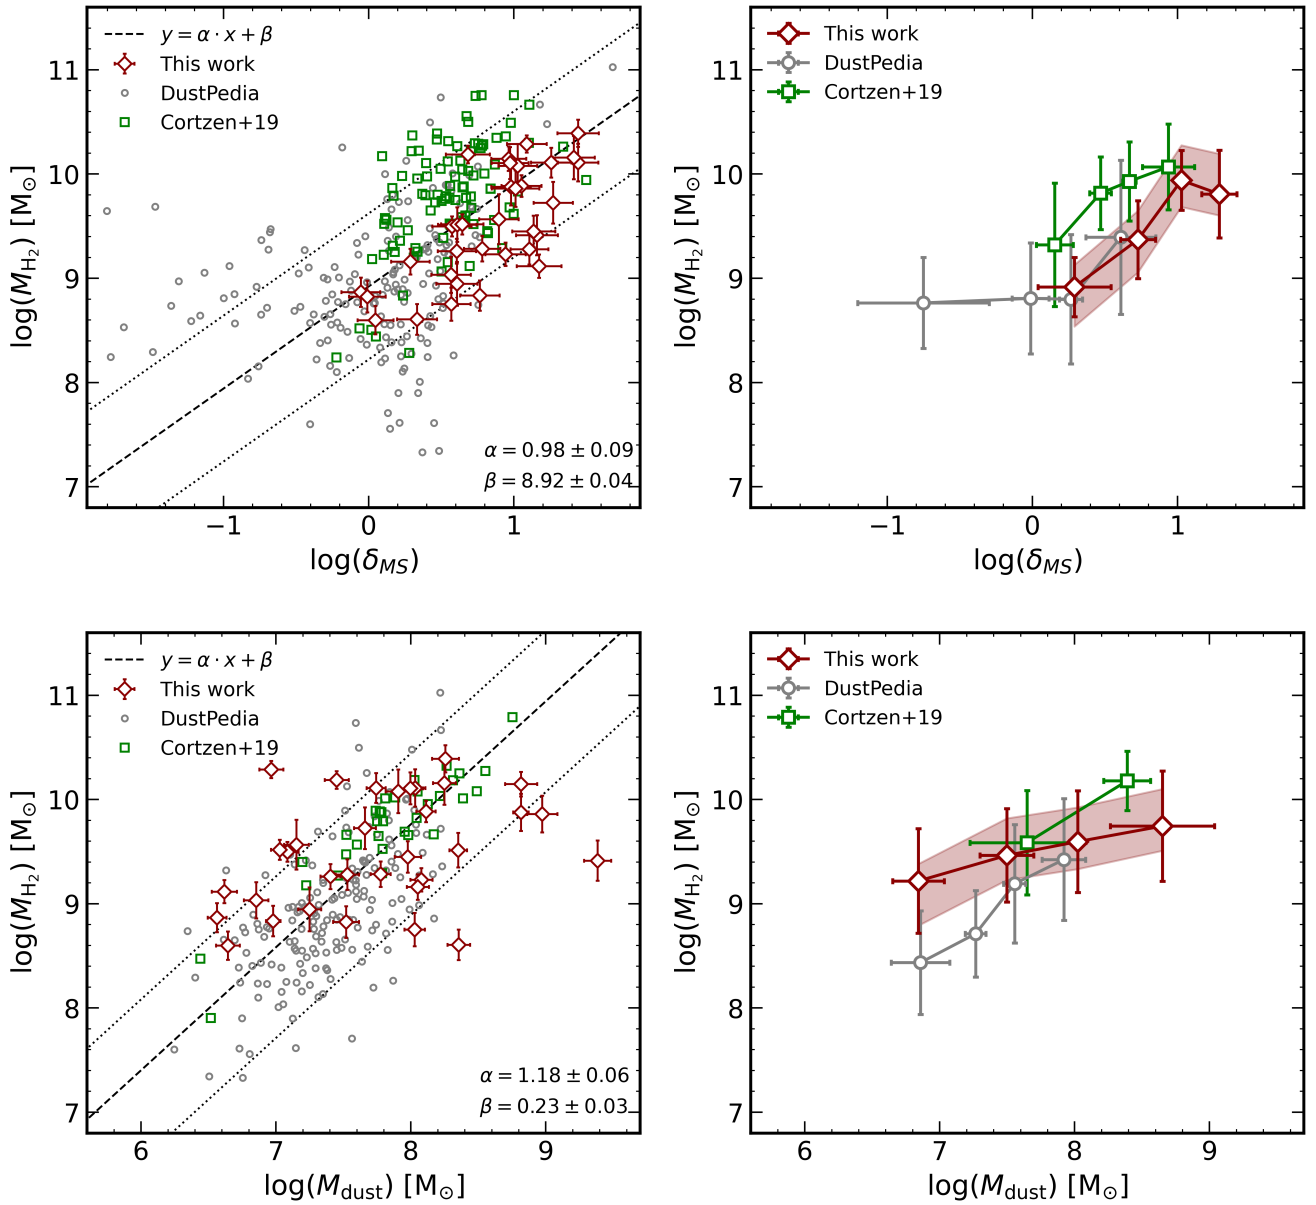 y = α · x + β
This work
DustPedia
Cortzen+19
11
10
9
8
7
log(M_H₂) [M⊙]
α = 0.98 ± 0.09
β = 8.92 ± 0.04
−1
0
1
log(δ_MS)
This work
DustPedia
Cortzen+19
11
10
9
8
7
log(M_H₂) [M⊙]
−1
0
1
log(δ_MS)
y = α · x + β
This work
DustPedia
Cortzen+19
11
10
9
8
7
log(M_H₂) [M⊙]
α = 1.18 ± 0.06
β = 0.23 ± 0.03
6
7
8
9
log(M_dust) [M⊙]
This work
DustPedia
Cortzen+19
11
10
9
8
7
log(M_H₂) [M⊙]
6
7
8
9
log(M_dust) [M⊙]